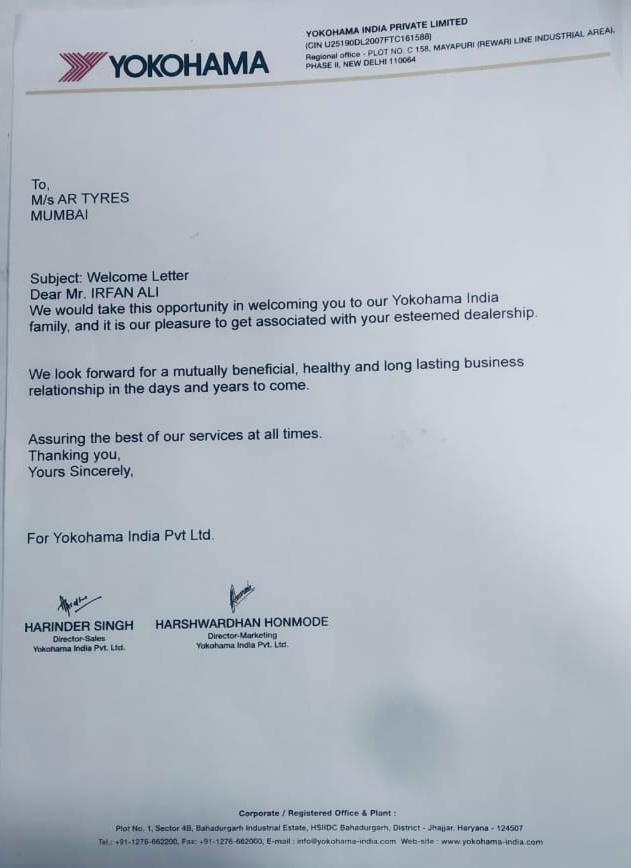 YOKOHAMA
YOKOHAMA INDIA PRIVATE LIMITED
(CIN U25190DL2007FTC161588)
Regional office - PLOT NO. C 158, MAYAPURI (REWARI LINE INDUSTRIAL AREA),
PHASE II, NEW DELHI 110064
To,
M/s AR TYRES
MUMBAI
Subject: Welcome Letter
Dear Mr. IRFAN ALI
We would take this opportunity in welcoming you to our Yokohama India
family, and it is our pleasure to get associated with your esteemed dealership.
We look forward for a mutually beneficial, healthy and long lasting business
relationship in the days and years to come.
Assuring the best of our services at all times.
Thanking you,
Yours Sincerely,
For Yokohama India Pvt Ltd.
HARINDER SINGH
Director-Sales
Yokohama India Pvt. Ltd.
HARSHWARDHAN HONMODE
Director-Marketing
Yokohama India Pvt. Ltd.
Corporate / Registered Office & Plant :
Plot No. 1, Sector 4B, Bahadurgarh Industrial Estate, HSIIDC Bahadurgarh, District - Jhajjar, Haryana - 124507
Tel.: +91-1276-662200, Fax: +91-1276-662000, E-mail : info@yokohama-india.com Web-site : www.yokohama-india.com